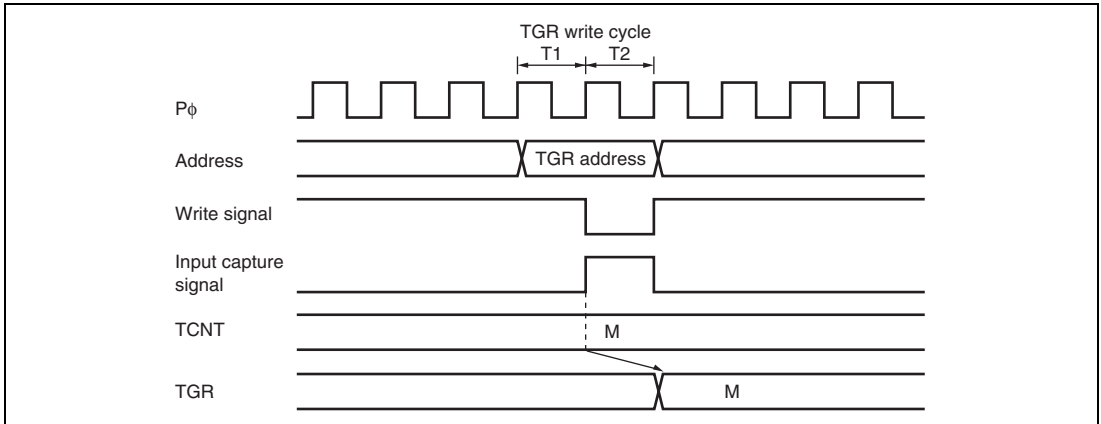 TGR write cycle
T1 T2
Pϕ
Address
TGR address
Write signal
Input capture
signal
TCNT
M
TGR
M